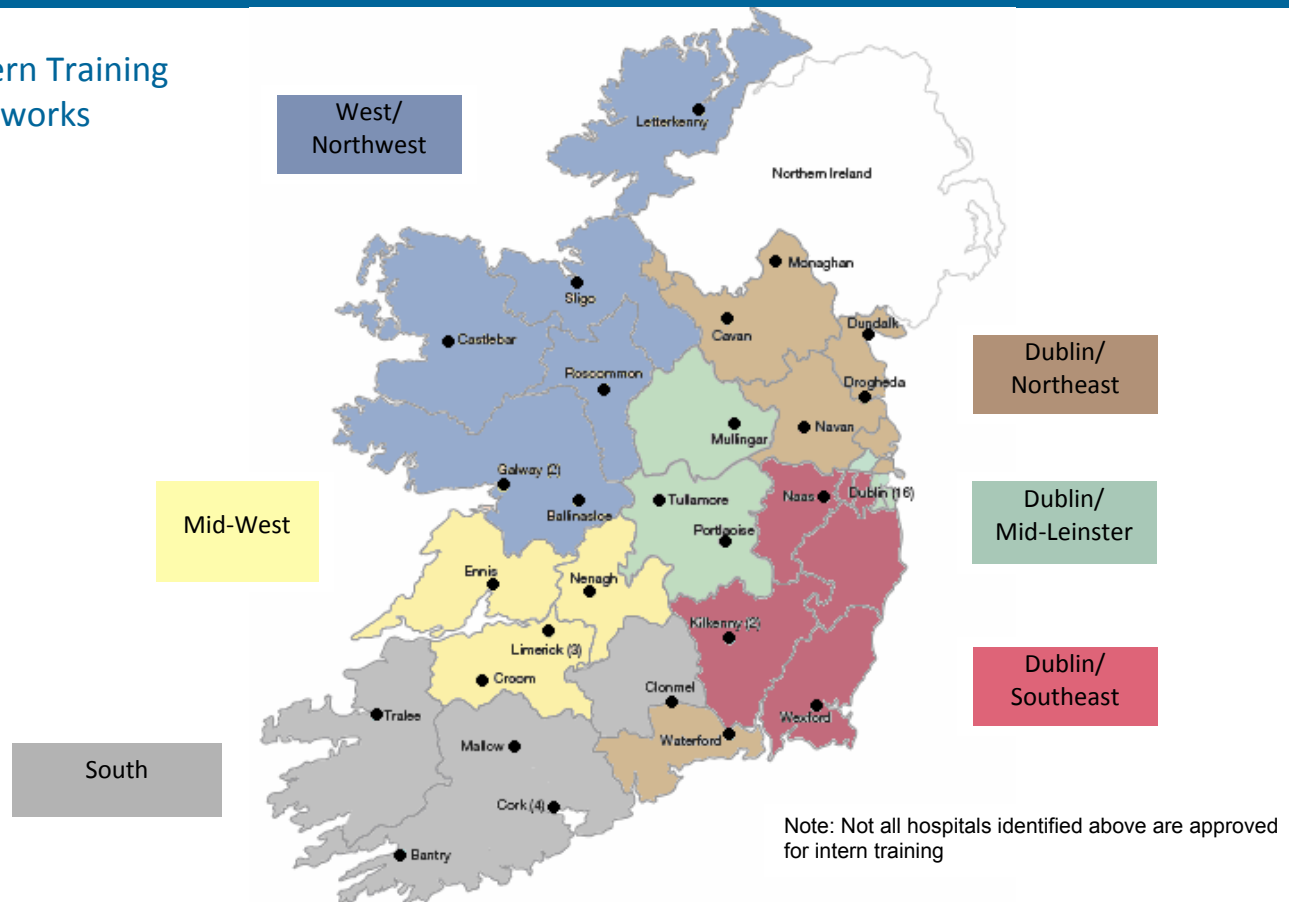 ern Training
works
West/
Northwest
Letterkenny
Northern Ireland
Monaghan
Sligo
Cavan
Dundalk
Castlebar
Dublin/
Northeast
Roscommon
Drogheda
Navan
Mullingar
Galway (2)
Mid-West
Ballinasloe
Tullamore
Naas
Dublin (16)
Dublin/
Mid-Leinster
Portlaoise
Ennis
Nenagh
Kilkenny (2)
Limerick (3)
Croom
Dublin/
Southeast
Clonmel
Wexford
Tralee
Waterford
Mallow
South
Cork (4)
Note: Not all hospitals identified above are approved
for intern training
Bantry